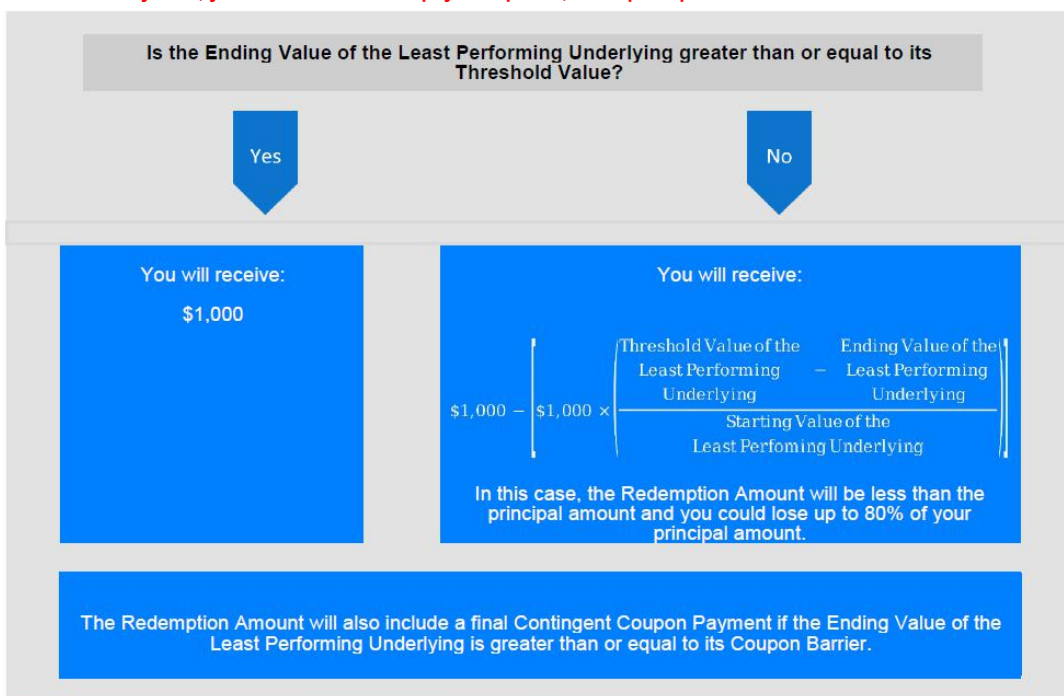 Is the Ending Value of the Least Performing Underlying greater than or equal to its
Threshold Value?
Yes
No
You will receive:
$1,000
You will receive:
$1,000 − [$1,000 × (Threshold Value of the Least Performing Underlying − Ending Value of the Least Performing Underlying / Starting Value of the Least Perfoming Underlying)]
In this case, the Redemption Amount will be less than the
principal amount and you could lose up to 80% of your
principal amount.
The Redemption Amount will also include a final Contingent Coupon Payment if the Ending Value of the
Least Performing Underlying is greater than or equal to its Coupon Barrier.